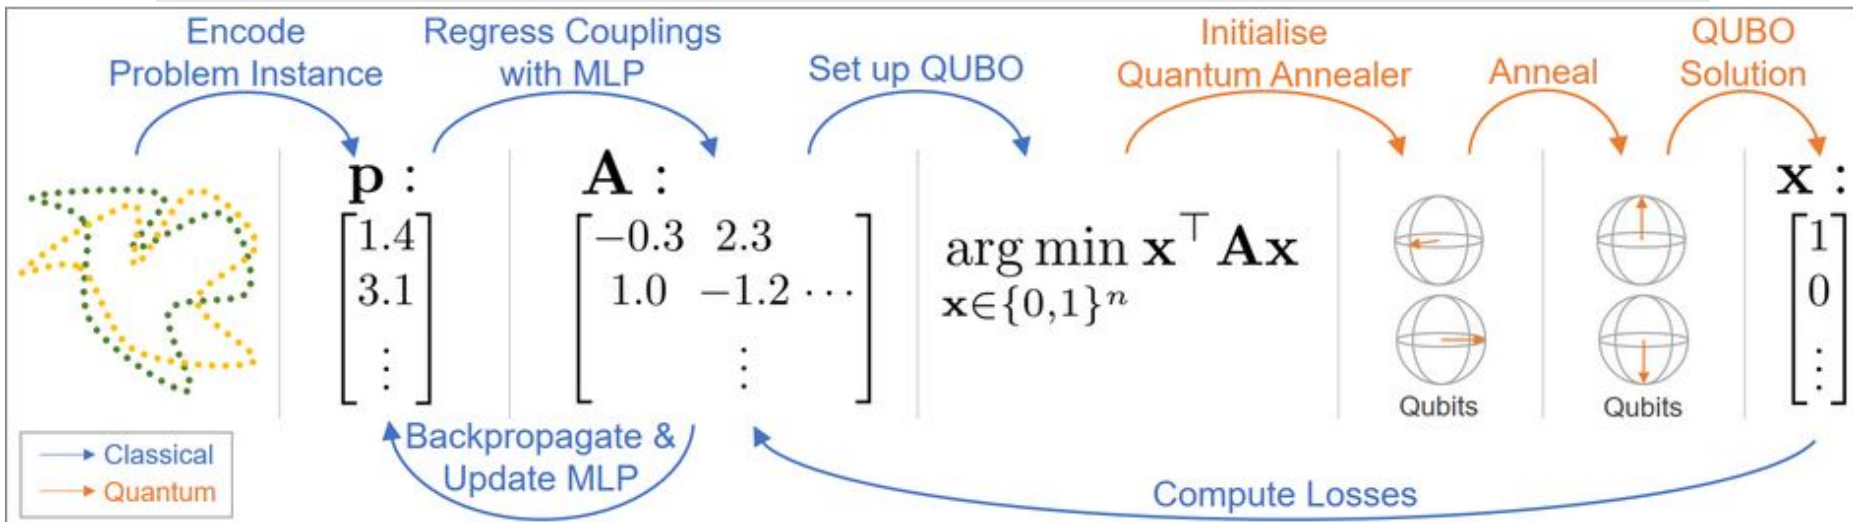 Encode
Problem Instance
Regress Couplings
with MLP
Set up QUBO
Initialise
Quantum Annealer
Anneal
QUBO
Solution
p :
1.4
3.1
⋮
A :
−0.3 2.3
1.0 −1.2 ⋯
⋮
arg min x⊤Ax
x∈{0,1}ⁿ
Qubits
Qubits
x :
1
0
⋮
Backpropagate &
Update MLP
Compute Losses
Classical
Quantum